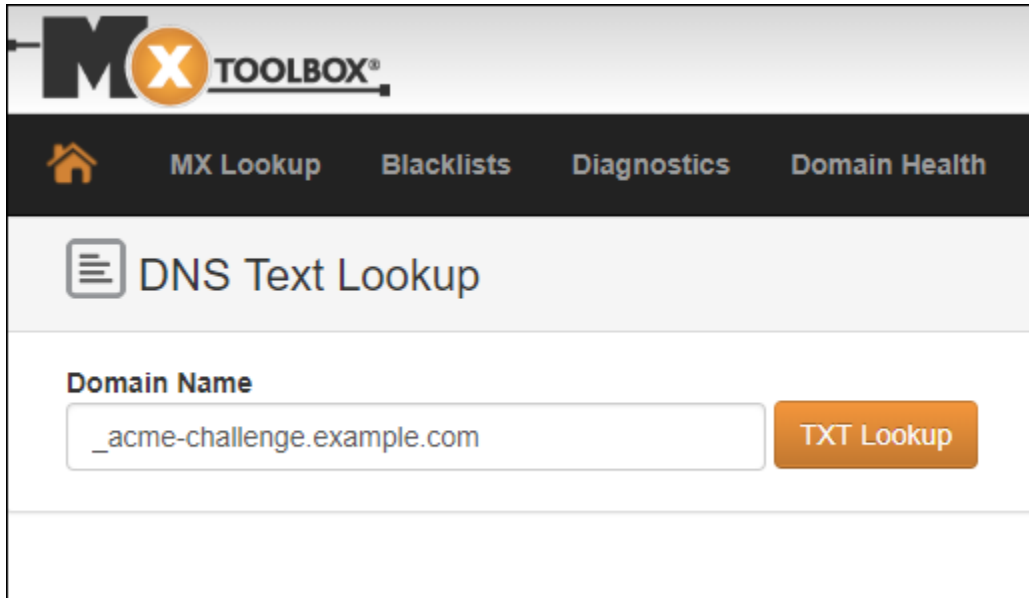 MX TOOLBOX®
MX Lookup Blacklists Diagnostics Domain Health
DNS Text Lookup
Domain Name
_acme-challenge.example.com TXT Lookup